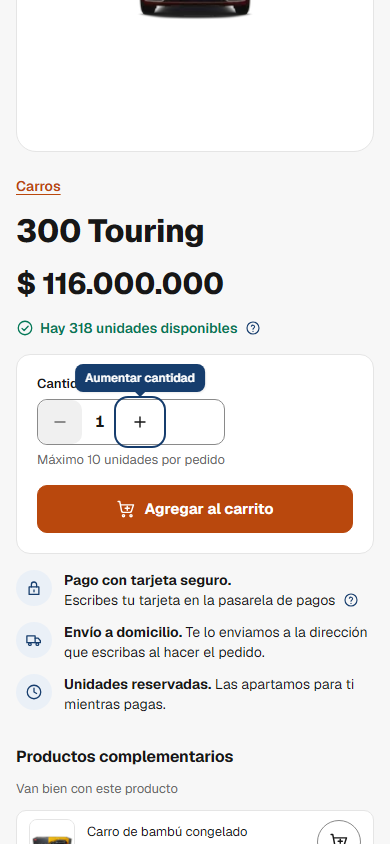 Carros
300 Touring
$ 116.000.000
Hay 318 unidades disponibles
Aumentar cantidad
1
Máximo 10 unidades por pedido
Agregar al carrito
Pago con tarjeta seguro.
Escribes tu tarjeta en la pasarela de pagos
Envío a domicilio. Te lo enviamos a la dirección
que escribas al hacer el pedido.
Unidades reservadas. Las apartamos para ti
mientras pagas.
Productos complementarios
Van bien con este producto
Carro de bambú congelado